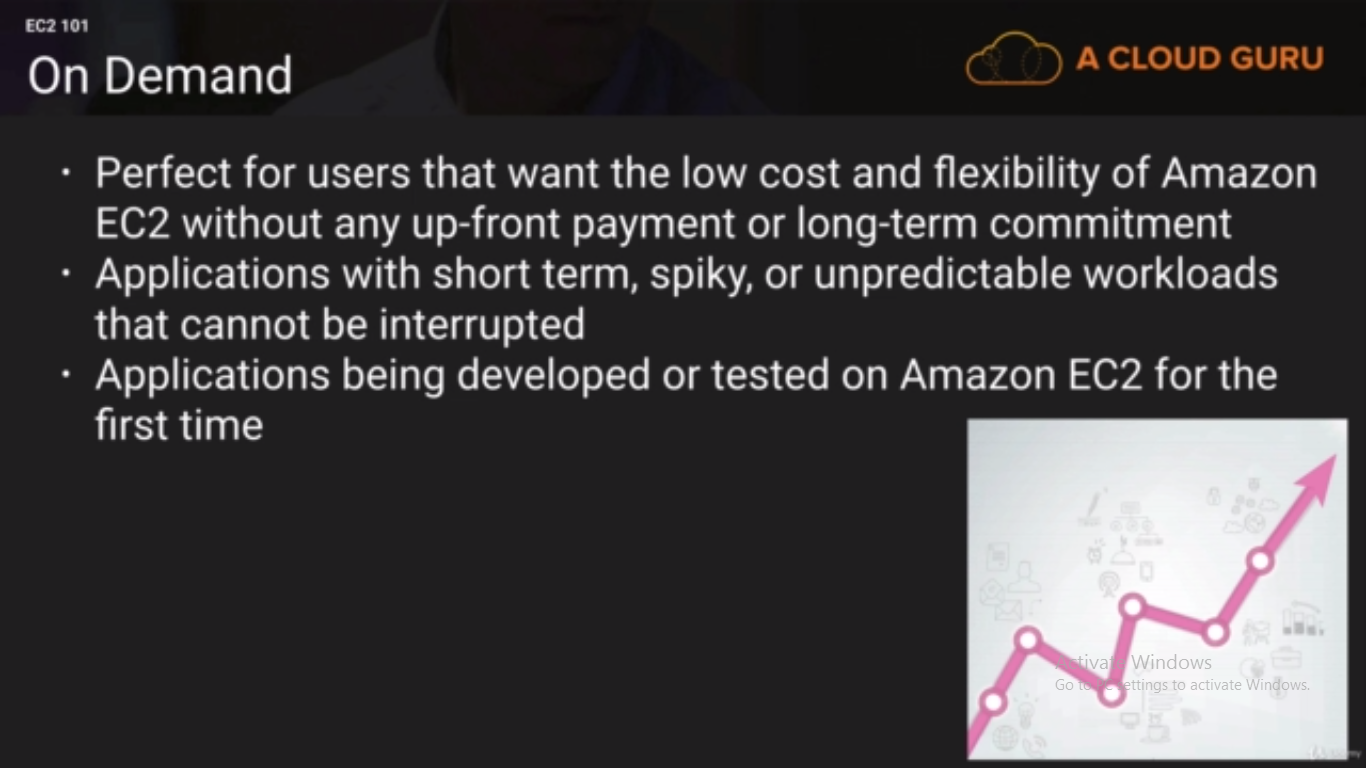 EC2 101
On Demand
A CLOUD GURU
• Perfect for users that want the low cost and flexibility of Amazon
EC2 without any up-front payment or long-term commitment
• Applications with short term, spiky, or unpredictable workloads
that cannot be interrupted
• Applications being developed or tested on Amazon EC2 for the
first time
Activate Windows
Go to settings to activate Windows.